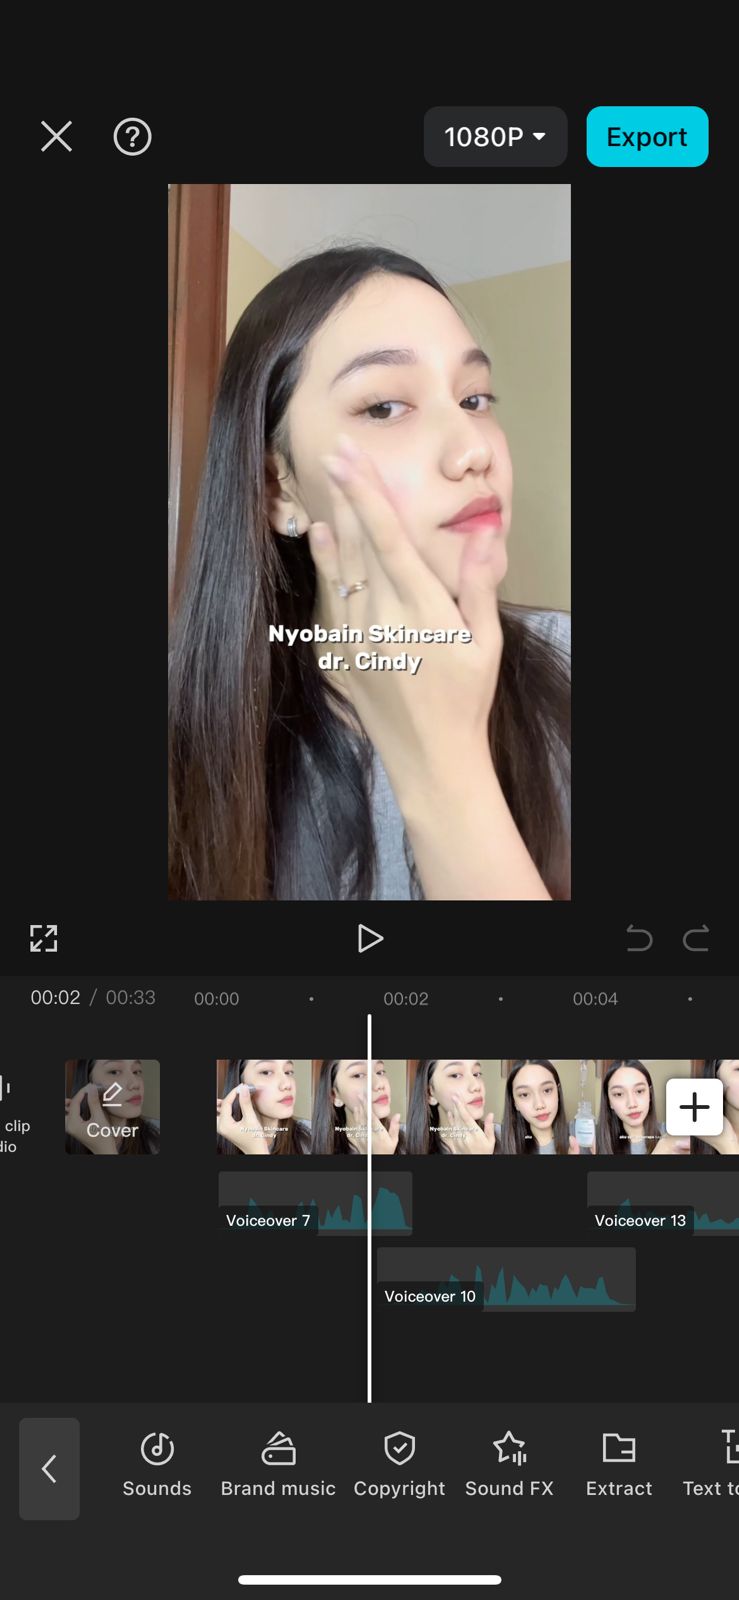 1080P
Export
Nyobain Skincare
dr. Cindy
00:02 / 00:33
00:00
00:02
00:04
clip
dio
Cover
Voiceover 7
Voiceover 13
Voiceover 10
Sounds
Brand music
Copyright
Sound FX
Extract
Text to